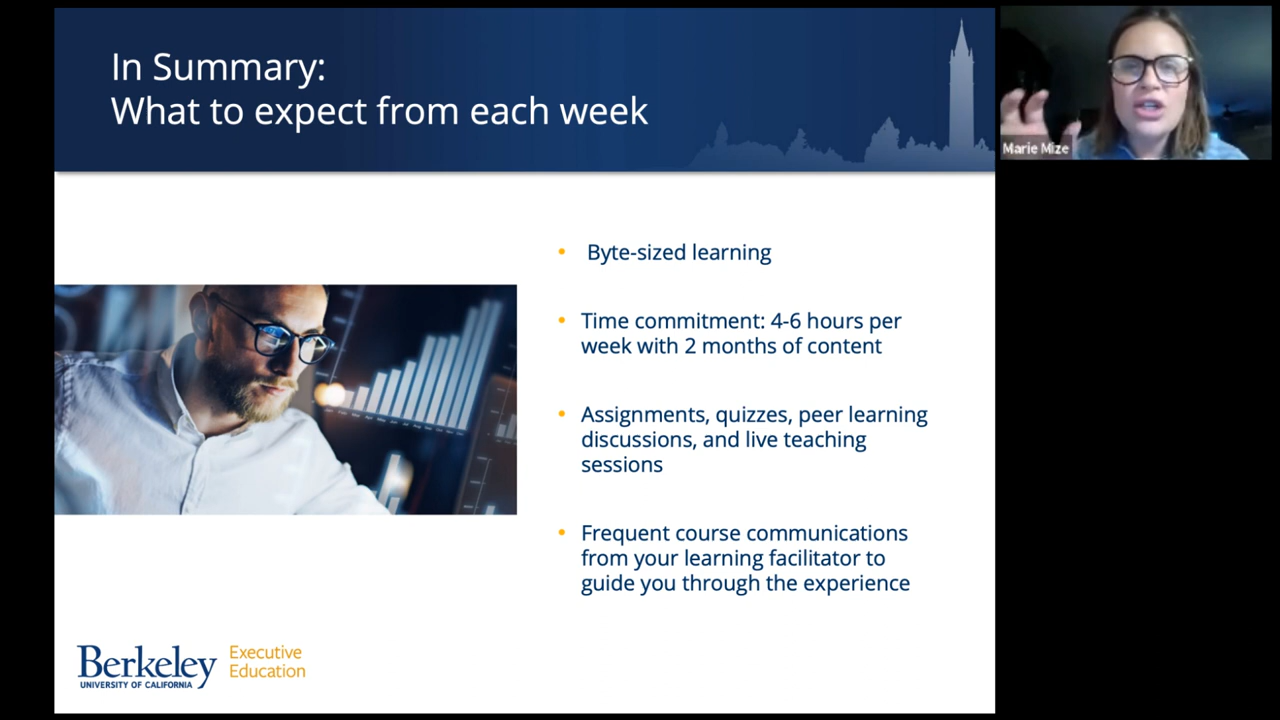 In Summary:
What to expect from each week
Marie Mize
• Byte-sized learning
• Time commitment: 4-6 hours per
week with 2 months of content
• Assignments, quizzes, peer learning
discussions, and live teaching
sessions
• Frequent course communications
from your learning facilitator to
guide you through the experience
Berkeley
UNIVERSITY OF CALIFORNIA
Executive
Education